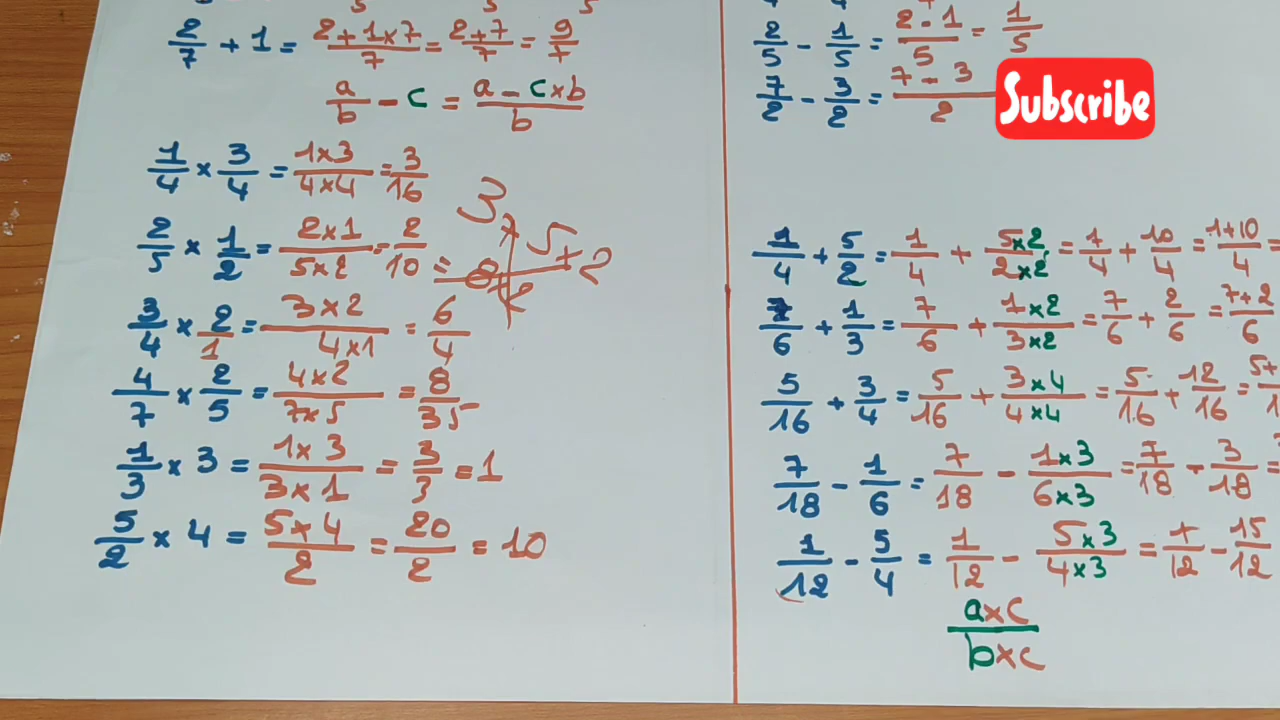 2/7 + 1 = (2+1×7)/7 = (2+7)/7 = 9/7
a/b - c = (a - c×b)/b
1/4 × 3/4 = (1×3)/(4×4) = 3/16
2/5 × 1/2 = (2×1)/(5×2) = 2/10 =
3/4 × 2/1 = (3×2)/(4×1) = 6/4
4/7 × 2/5 = (4×2)/(7×5) = 8/35
1/3 × 3 = (1×3)/(3×1) = 3/3 = 1
5/2 × 4 = (5×4)/2 = 20/2 = 10
2/5 - 1/5 = (2-1)/5 = 1/5
7/2 - 3/2 = (7-3)/2
Subscribe
1/4 + 5/2 = 1/4 + (5×2)/(2×2) = 1/4 + 10/4 = (1+10)/4 =
7/6 + 1/3 = 7/6 + (1×2)/(3×2) = 7/6 + 2/6 = (7+2)/6
5/16 + 3/4 = 5/16 + (3×4)/(4×4) = 5/16 + 12/16 =
7/18 - 1/6 = 7/18 - (1×3)/(6×3) = 7/18 - 3/18 =
1/12 - 5/4 = 1/12 - (5×3)/(4×3) = 1/12 - 15/12
(a×c)/(b×c)